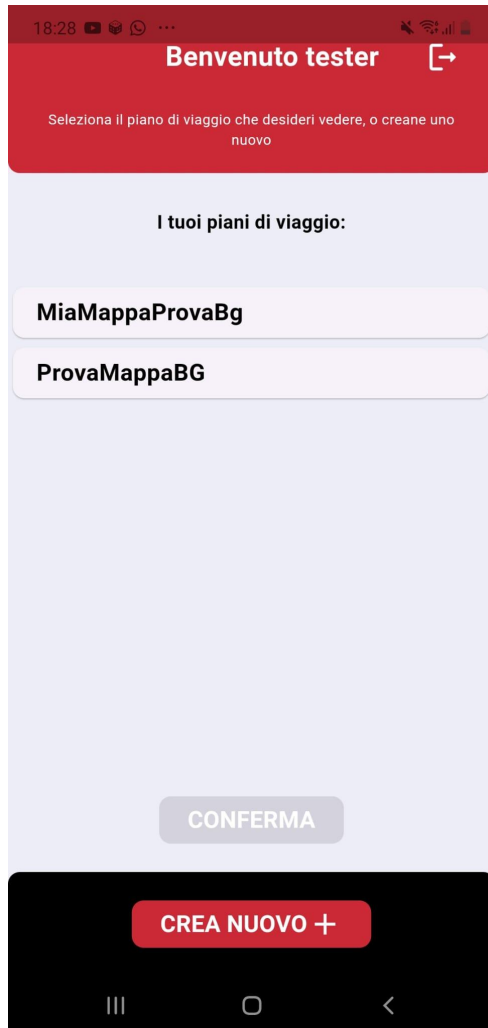 18:28
Benvenuto tester
Seleziona il piano di viaggio che desideri vedere, o creane uno
nuovo
I tuoi piani di viaggio:
MiaMappaProvaBg
ProvaMappaBG
CONFERMA
CREA NUOVO +